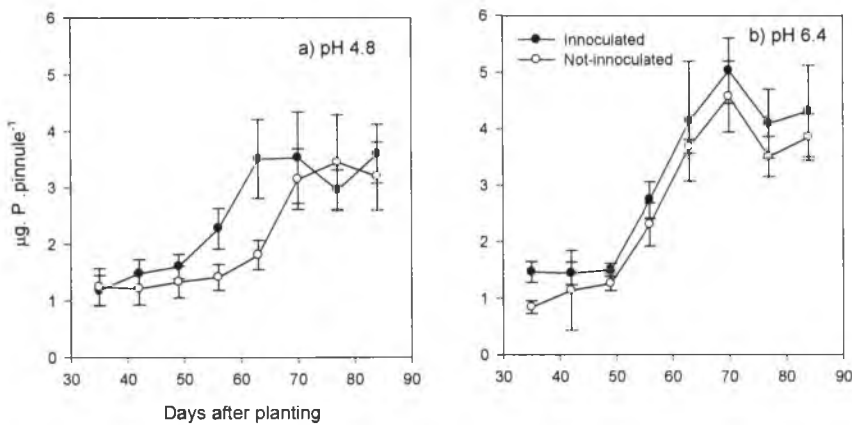 a) pH 4.8
6
5
4
3
2
1
0
µg. P .pinnule⁻¹
30 40 50 60 70 80 90
Days after planting
b) pH 6.4
Innoculated
Not-innoculated
6
5
4
3
2
1
0
30 40 50 60 70 80 90